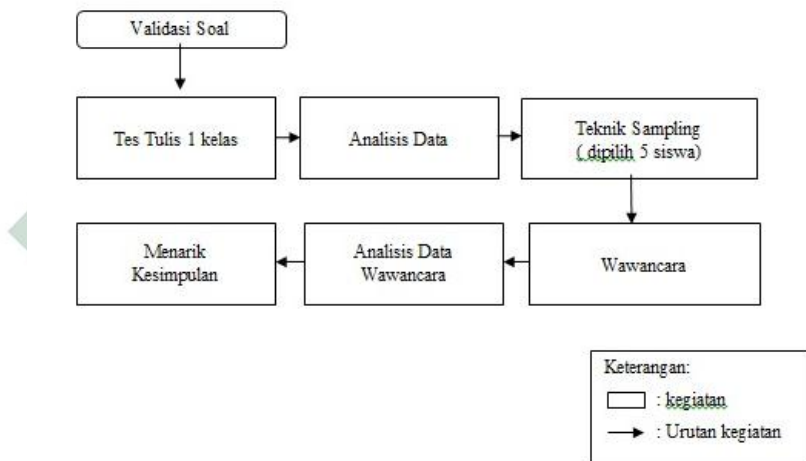 Validasi Soal
Tes Tulis 1 kelas
Analisis Data
Teknik Sampling
( dipilih 5 siswa)
Wawancara
Analisis Data
Wawancara
Menarik
Kesimpulan
Keterangan:
: kegiatan
: Urutan kegiatan